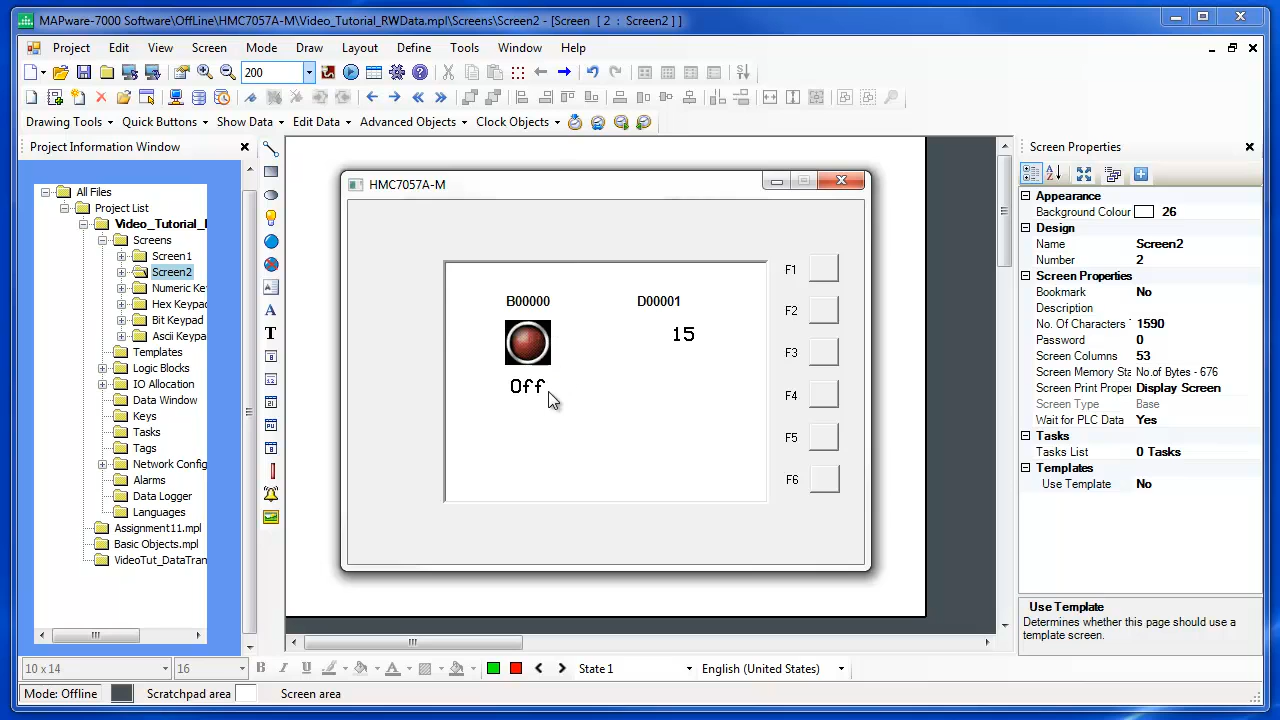 MAPware-7000 Software\OffLine\HMC7057A-M\Video_Tutorial_RWData.mpl\Screens\Screen2 - [Screen [ 2 : Screen2 ] ]
Project Edit View Screen Mode Draw Layout Define Tools Window Help
200
Drawing Tools Quick Buttons Show Data Edit Data Advanced Objects Clock Objects
Project Information Window
All Files
Project List
Video_Tutorial_
Screens
Screen1
Screen2
Numeric Ke
Hex Keypad
Bit Keypad
Ascii Keypa
Templates
Logic Blocks
IO Allocation
Data Window
Keys
Tasks
Tags
Network Config
Alarms
Data Logger
Languages
Assignment11.mpl
Basic Objects.mpl
VideoTut_DataTran
HMC7057A-M
B00000 D00001
15
Off
F1
F2
F3
F4
F5
F6
Screen Properties
Appearance
Background Colour 26
Design
Name Screen2
Number 2
Screen Properties
Bookmark No
Description
No. Of Characters 1590
Password 0
Screen Columns 53
Screen Memory Sta No.of Bytes - 676
Screen Print Proper Display Screen
Screen Type Base
Wait for PLC Data Yes
Tasks
Tasks List 0 Tasks
Templates
Use Template No
Use Template
Determines whether this page should use a
template screen.
10 x 14 16 B I U A State 1 English (United States)
Mode: Offline Scratchpad area Screen area